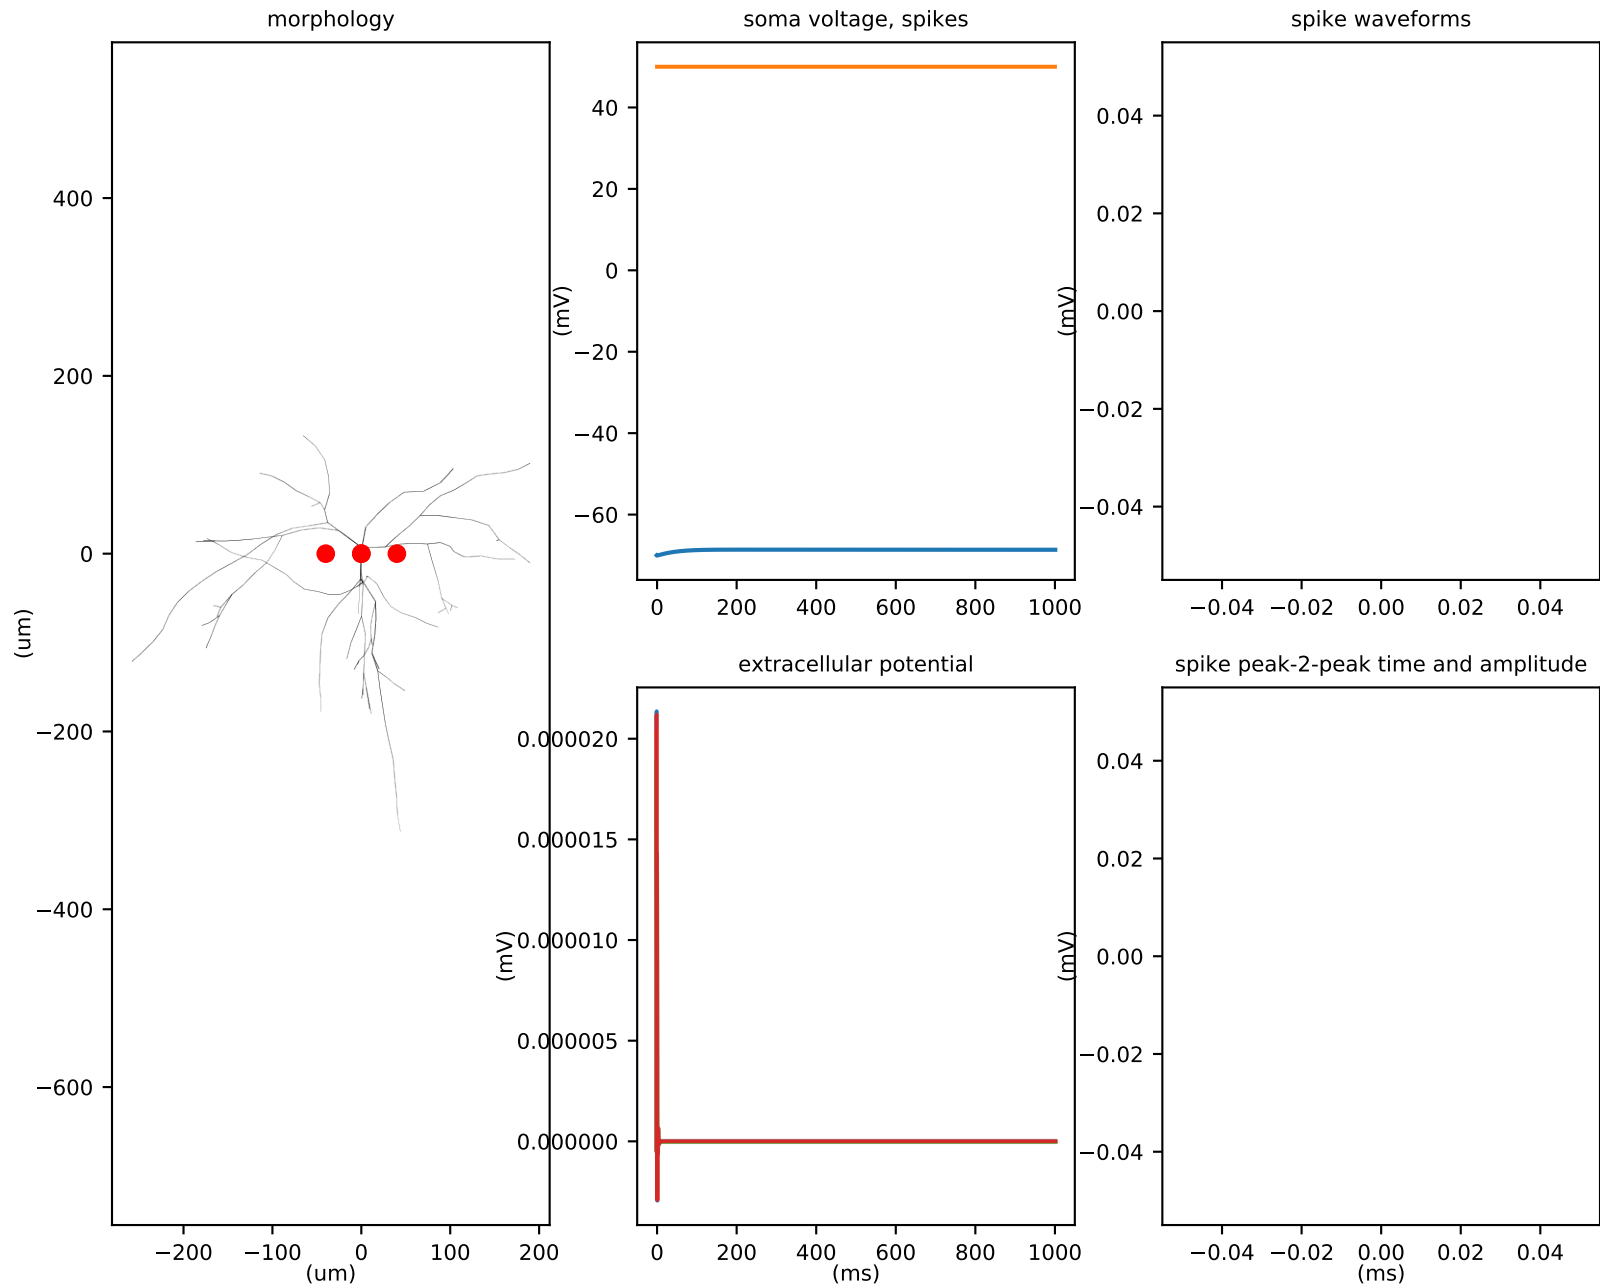 morphology
400
200
0
−200
−400
−600
(um)
−200 −100 0 100 200
(um)
soma voltage, spikes
40
20
0
−20
−40
−60
(mV)
0 200 400 600 800 1000
spike waveforms
0.04
0.02
0.00
−0.02
−0.04
(mV)
−0.04 −0.02 0.00 0.02 0.04
extracellular potential
0.000020
0.000015
0.000010
0.000005
0.000000
(mV)
0 200 400 600 800 1000
(ms)
spike peak-2-peak time and amplitude
0.04
0.02
0.00
−0.02
−0.04
(mV)
−0.04 −0.02 0.00 0.02 0.04
(ms)